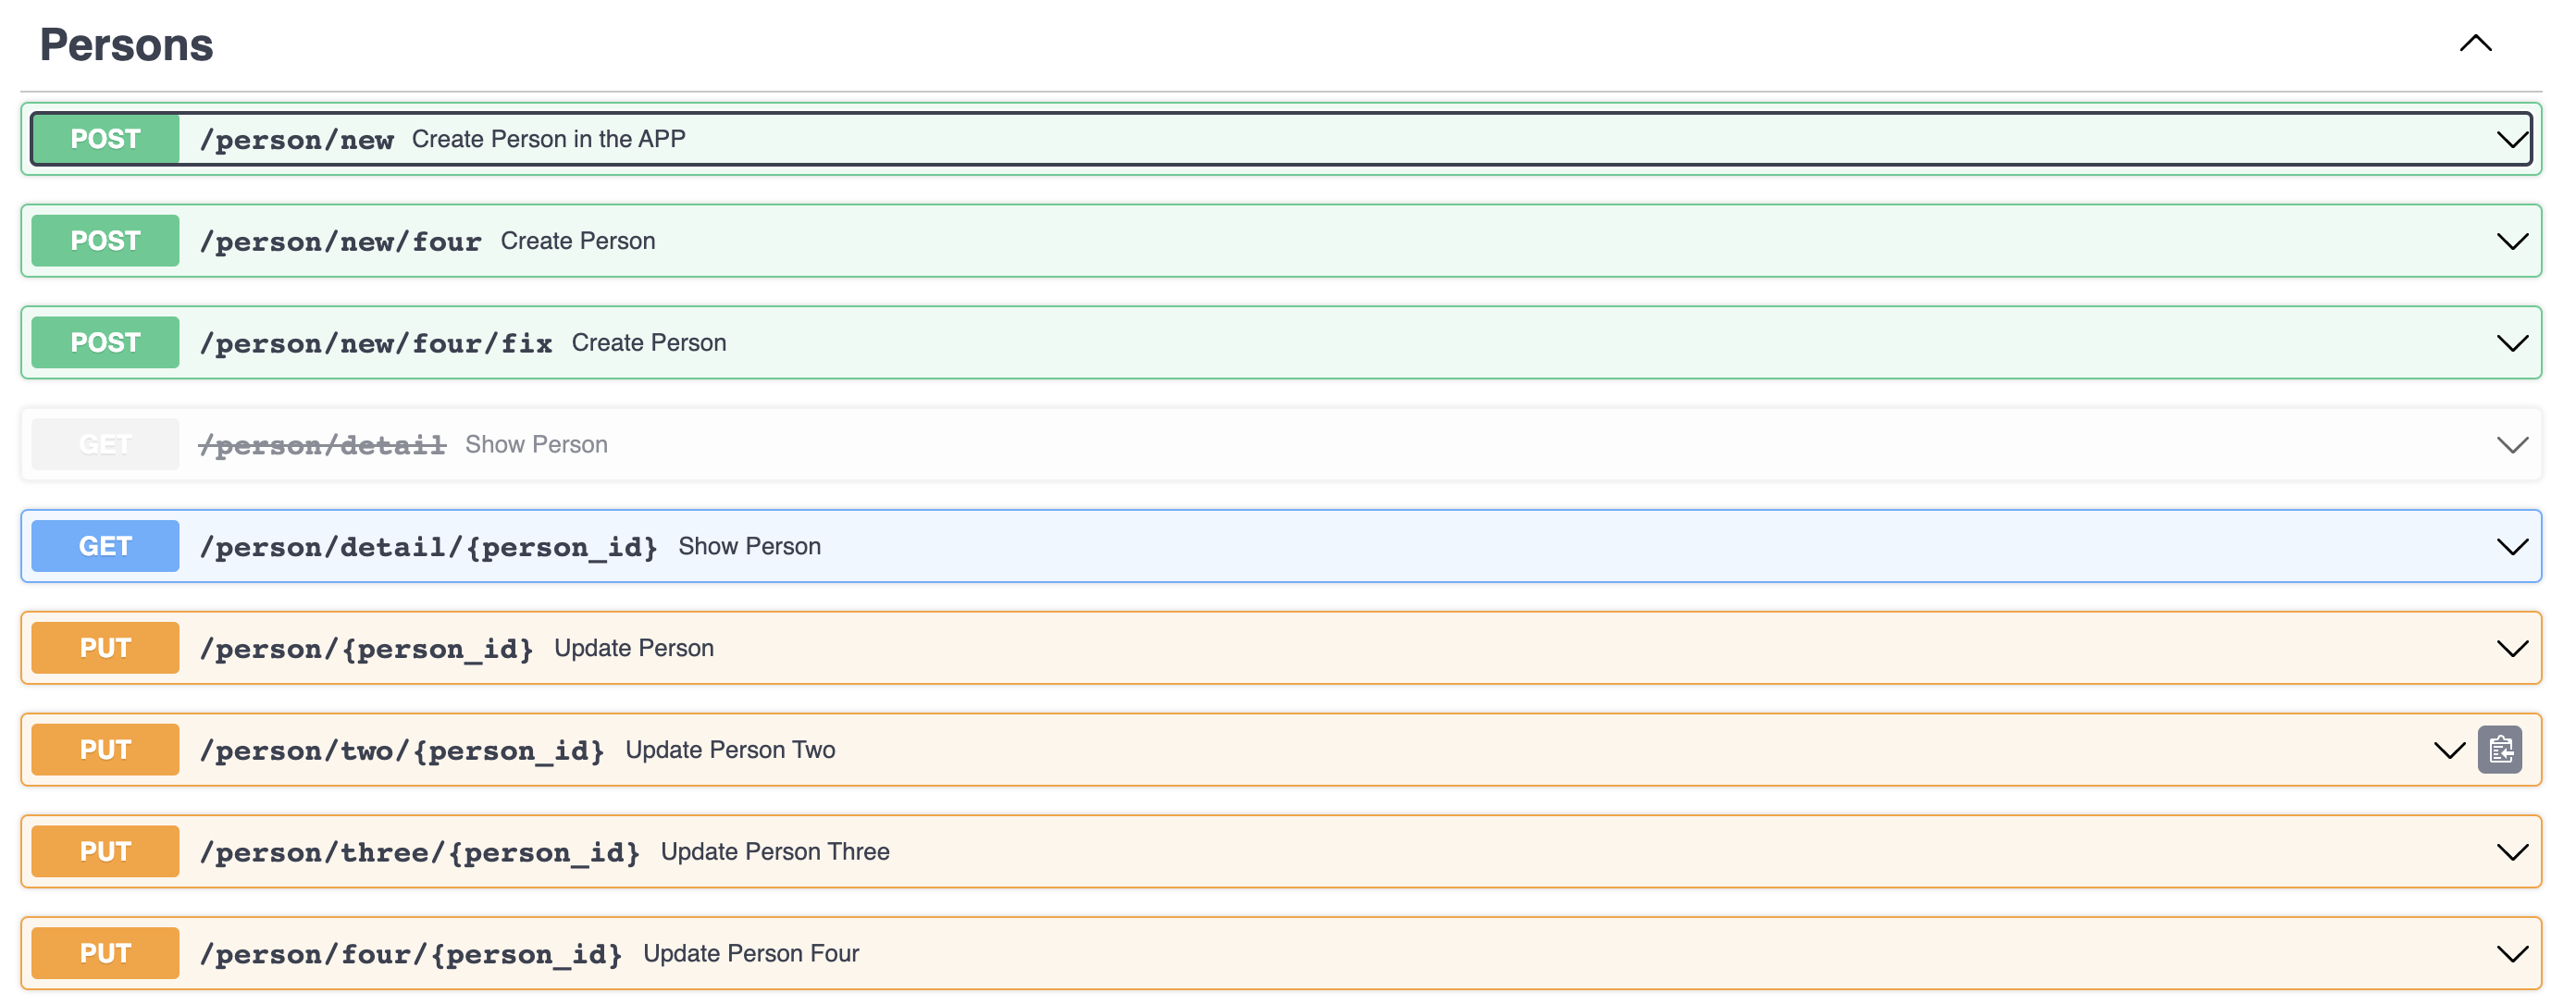 Persons
POST /person/new Create Person in the APP
POST /person/new/four Create Person
POST /person/new/four/fix Create Person
GET /person/detail Show Person
GET /person/detail/{person_id} Show Person
PUT /person/{person_id} Update Person
PUT /person/two/{person_id} Update Person Two
PUT /person/three/{person_id} Update Person Three
PUT /person/four/{person_id} Update Person Four